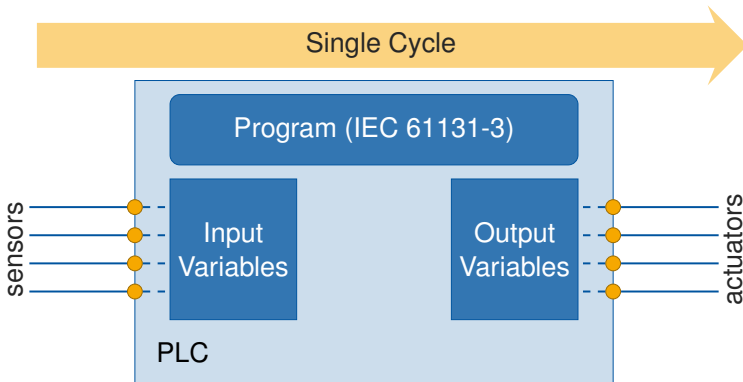 Single Cycle
Program (IEC 61131-3)
sensors
Input
Variables
Output
Variables
actuators
PLC